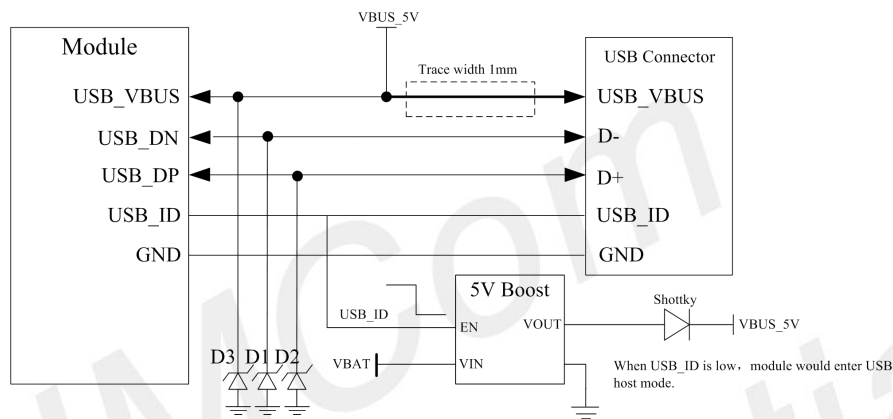 VBUS_5V
Module
USB Connector
Trace width 1mm
USB_VBUS
USB_VBUS
USB_DN
D-
USB_DP
D+
USB_ID
USB_ID
GND
GND
5V Boost
Shottky
USB_ID
EN
VOUT
VBUS_5V
D3 D1 D2
VBAT
VIN
When USB_ID is low，module would enter USB
host mode.